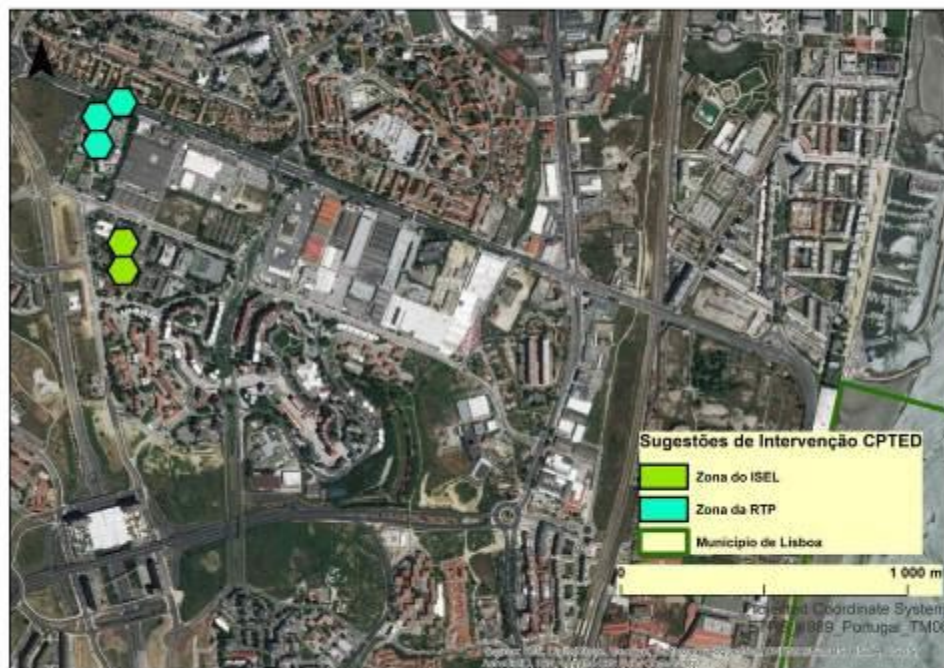 Sugestões de Intervenção CPTED
Zona do ISEL
Zona da RTP
Município de Lisboa
0 1 000 m
Projected Coordinate System
Portugal_TM06